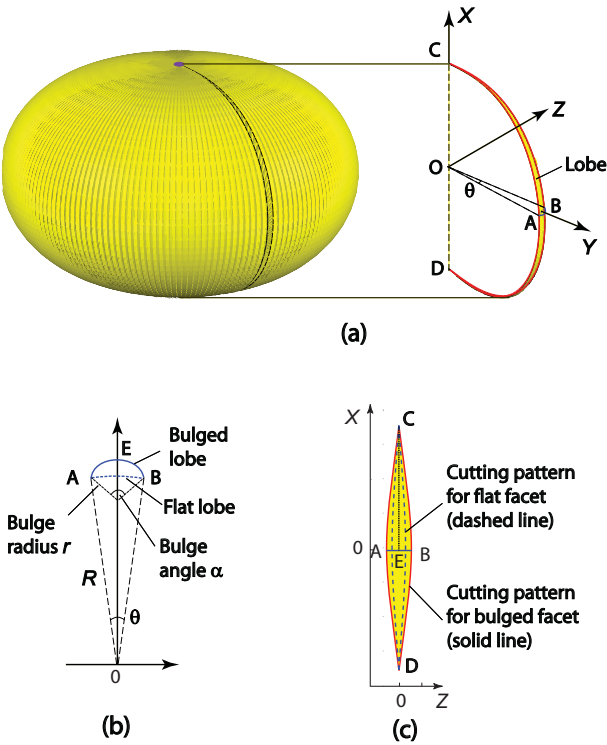 X
C
Z
O
Lobe
θ
B
A
Y
D
(a)
E
Bulged
lobe
A
B
Flat lobe
Bulge
radius r
Bulge
angle α
R
θ
0
(b)
X
C
Cutting pattern
for flat facet
(dashed line)
0
A
B
E
Cutting pattern
for bulged facet
(solid line)
D
0
Z
(c)